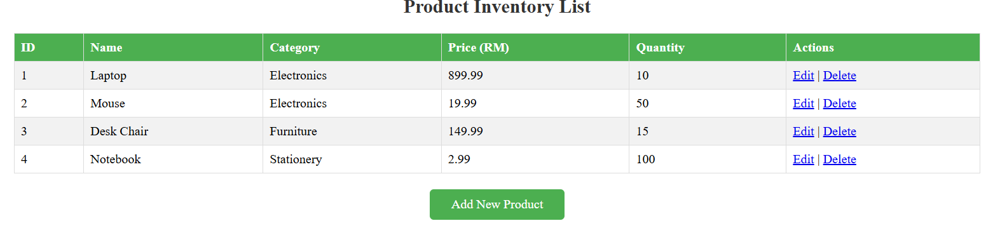 Product Inventory List
ID Name Category Price (RM) Quantity Actions
1 Laptop Electronics 899.99 10 Edit | Delete
2 Mouse Electronics 19.99 50 Edit | Delete
3 Desk Chair Furniture 149.99 15 Edit | Delete
4 Notebook Stationery 2.99 100 Edit | Delete
Add New Product